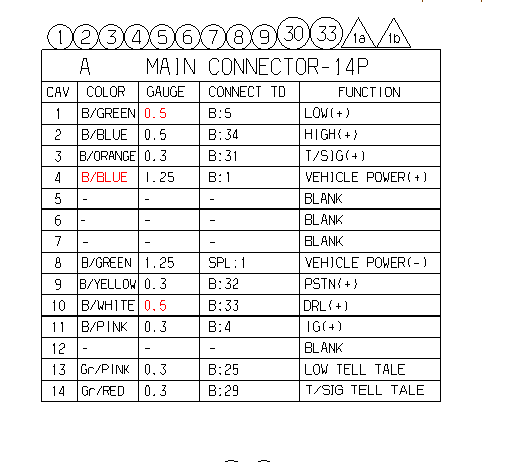 1 2 3 4 5 6 7 8 9 30 33 1a 1b
A MAIN CONNECTOR-14P
CAV COLOR GAUGE CONNECT TO FUNCTION
1 B/GREEN 0.5 B:5 LOW(+)
2 B/BLUE 0.5 B:34 HIGH(+)
3 B/ORANGE 0.3 B:31 T/SIG(+)
4 B/BLUE 1.25 B:1 VEHICLE POWER(+)
5 - - - BLANK
6 - - - BLANK
7 - - - BLANK
8 B/GREEN 1.25 SPL:1 VEHICLE POWER(-)
9 B/YELLOW 0.3 B:32 PSTN(+)
10 B/WHITE 0.5 B:33 DRL(+)
11 B/PINK 0.3 B:4 IG(+)
12 - - - BLANK
13 Gr/PINK 0.3 B:25 LOW TELL TALE
14 Gr/RED 0.3 B:29 T/SIG TELL TALE